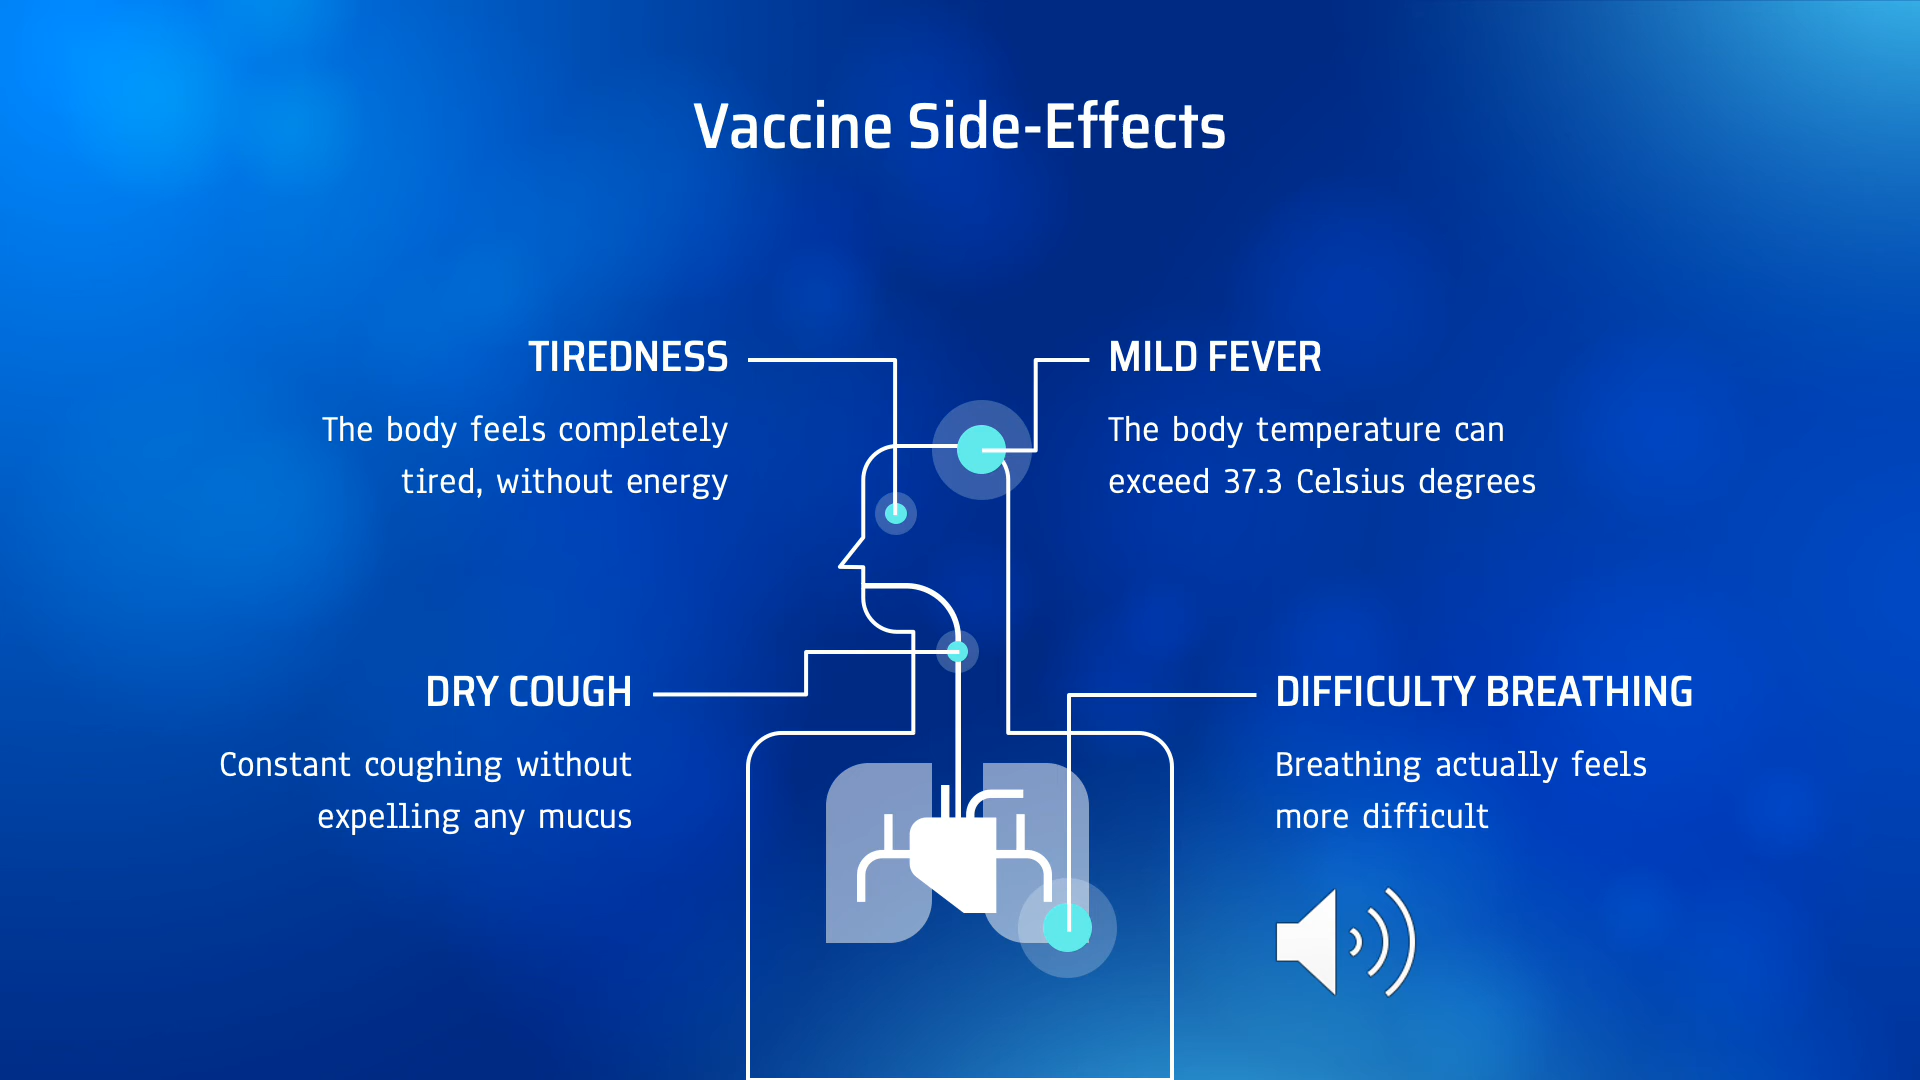 Vaccine Side-Effects
TIREDNESS
The body feels completely
tired, without energy
MILD FEVER
The body temperature can
exceed 37.3 Celsius degrees
DRY COUGH
Constant coughing without
expelling any mucus
DIFFICULTY BREATHING
Breathing actually feels
more difficult